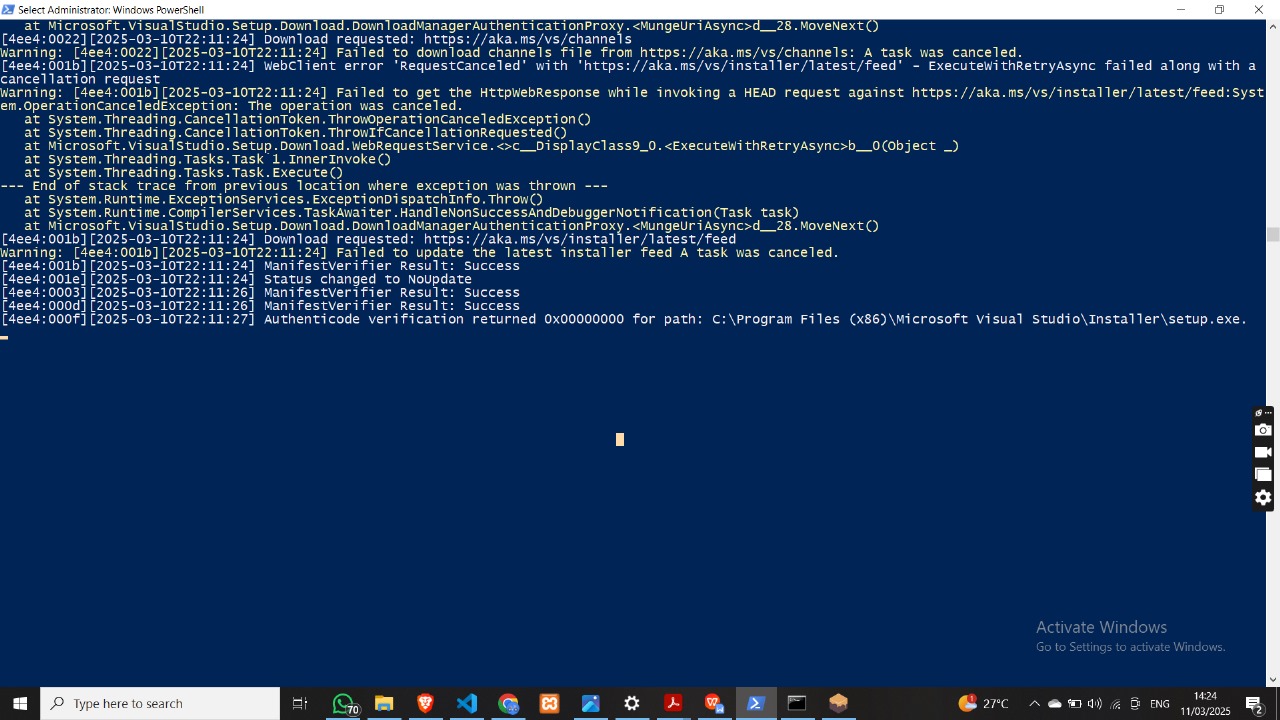 Select Administrator: Windows PowerShell
   at Microsoft.VisualStudio.Setup.Download.DownloadManagerAuthenticationProxy.<MungeUriAsync>d__28.MoveNext()
[4ee4:0022][2025-03-10T22:11:24] Download requested: https://aka.ms/vs/channels
Warning: [4ee4:0022][2025-03-10T22:11:24] Failed to download channels file from https://aka.ms/vs/channels: A task was canceled.
[4ee4:001b][2025-03-10T22:11:24] WebClient error 'RequestCanceled' with 'https://aka.ms/vs/installer/latest/feed' - ExecuteWithRetryAsync failed along with a
cancellation request
Warning: [4ee4:001b][2025-03-10T22:11:24] Failed to get the HttpWebResponse while invoking a HEAD request against https://aka.ms/vs/installer/latest/feed:Syst
em.OperationCanceledException: The operation was canceled.
   at System.Threading.CancellationToken.ThrowOperationCanceledException()
   at System.Threading.CancellationToken.ThrowIfCancellationRequested()
   at Microsoft.VisualStudio.Setup.Download.WebRequestService.<>c__DisplayClass9_0.<ExecuteWithRetryAsync>b__0(Object _)
   at System.Threading.Tasks.Task`1.InnerInvoke()
   at System.Threading.Tasks.Task.Execute()
--- End of stack trace from previous location where exception was thrown ---
   at System.Runtime.ExceptionServices.ExceptionDispatchInfo.Throw()
   at System.Runtime.CompilerServices.TaskAwaiter.HandleNonSuccessAndDebuggerNotification(Task task)
   at Microsoft.VisualStudio.Setup.Download.DownloadManagerAuthenticationProxy.<MungeUriAsync>d__28.MoveNext()
[4ee4:001b][2025-03-10T22:11:24] Download requested: https://aka.ms/vs/installer/latest/feed
Warning: [4ee4:001b][2025-03-10T22:11:24] Failed to update the latest installer feed A task was canceled.
[4ee4:001b][2025-03-10T22:11:24] ManifestVerifier Result: Success
[4ee4:001e][2025-03-10T22:11:24] Status changed to NoUpdate
[4ee4:0003][2025-03-10T22:11:26] ManifestVerifier Result: Success
[4ee4:000d][2025-03-10T22:11:26] ManifestVerifier Result: Success
[4ee4:000f][2025-03-10T22:11:27] Authenticode verification returned 0x00000000 for path: C:\Program Files (x86)\Microsoft Visual Studio\Installer\setup.exe.
Activate Windows
Go to Settings to activate Windows.
Type here to search
70
27°C
ENG
14:24
11/03/2025
2